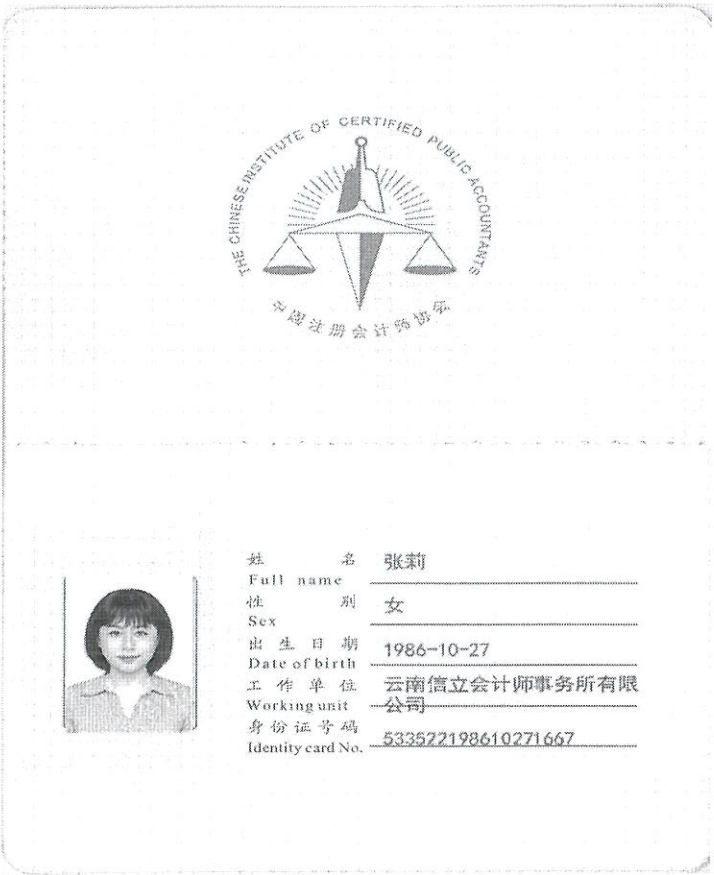 THE CHINESE INSTITUTE OF CERTIFIED PUBLIC ACCOUNTANTS
中国注册会计师协会
姓名 张莉
Full name
性别 女
Sex
出生日期 1986-10-27
Date of birth
工作单位 云南信立会计师事务所有限
Working unit 公司
身份证号码
Identity card No. 533522198610271667